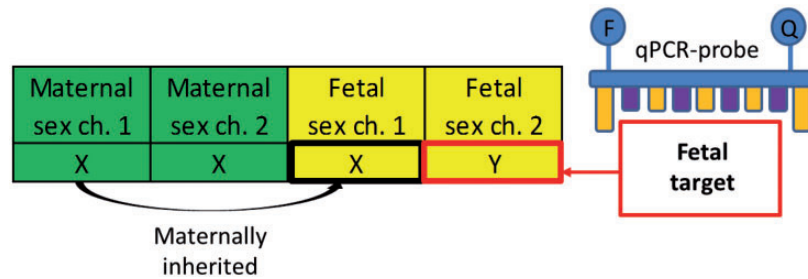 F
Q
qPCR-probe
Maternal sex ch. 1
Maternal sex ch. 2
Fetal sex ch. 1
Fetal sex ch. 2
X
X
X
Y
Fetal
target
Maternally
inherited